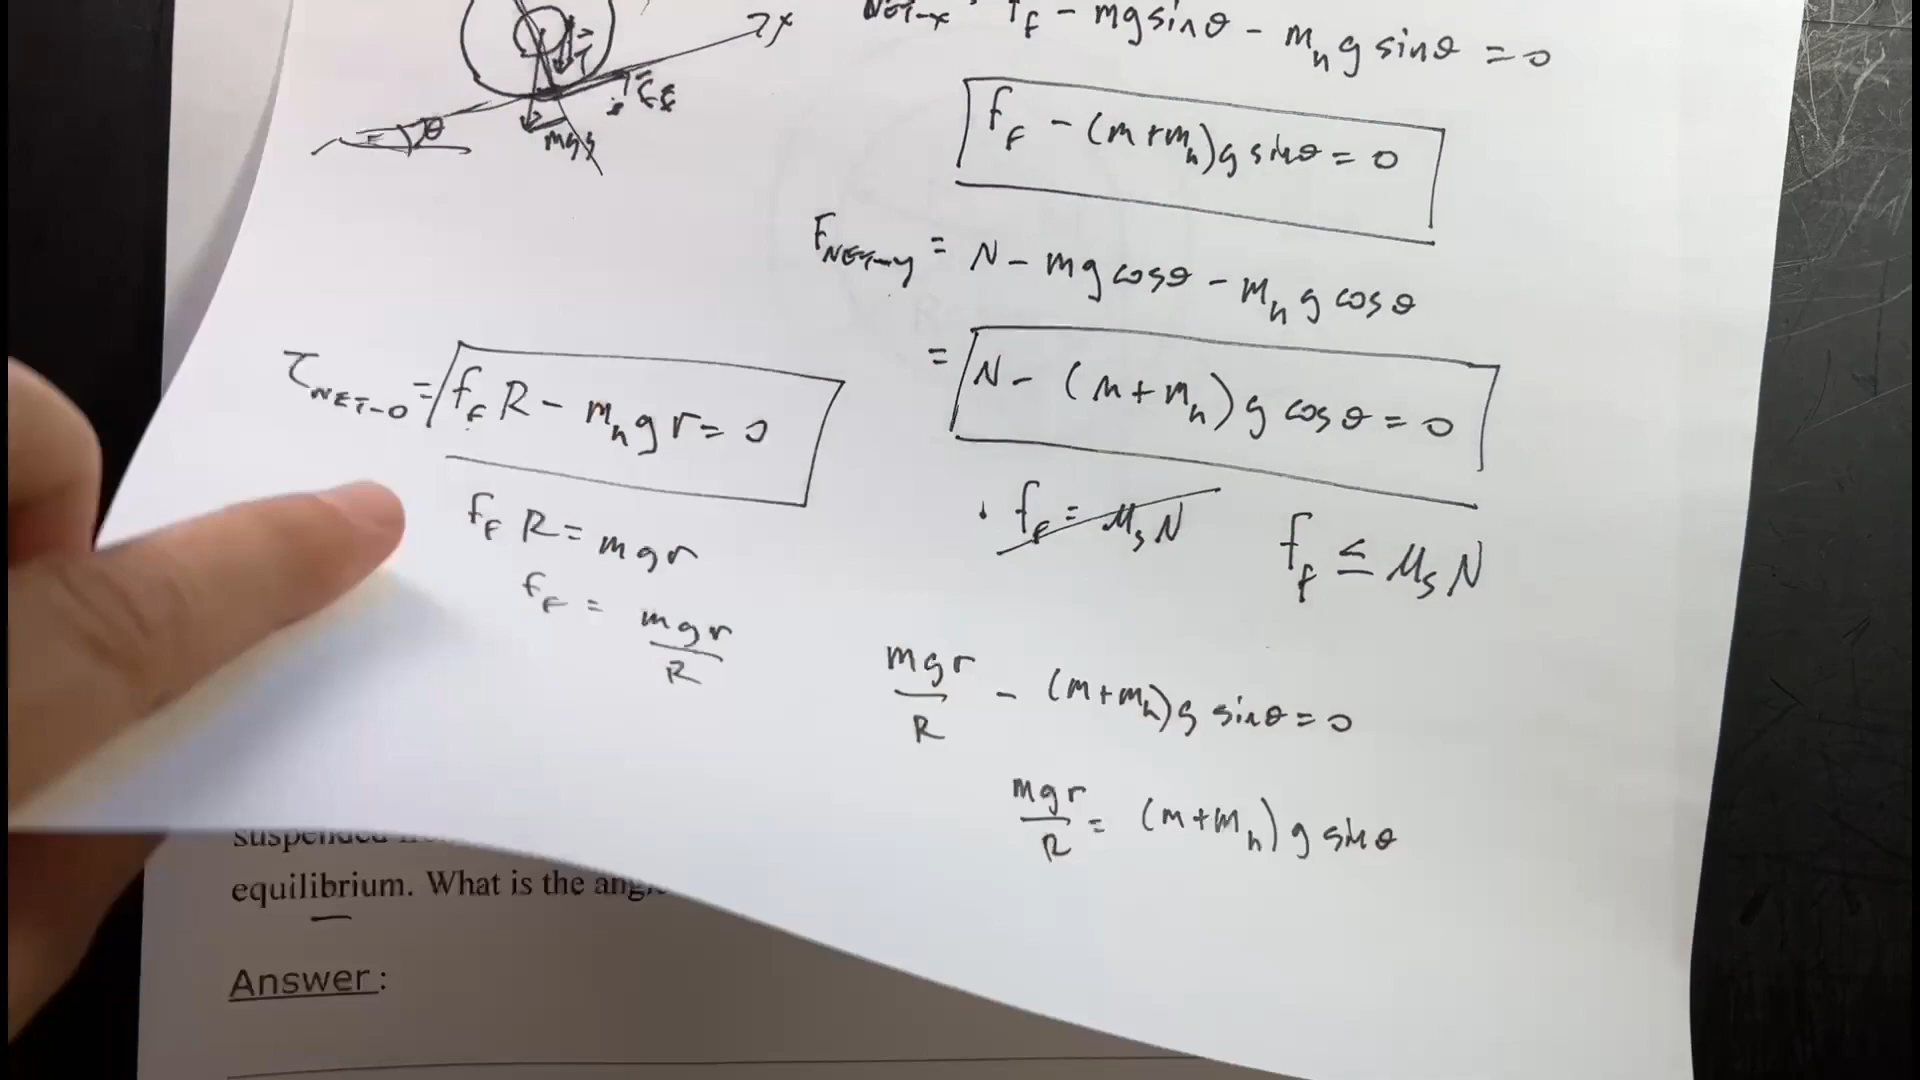 x
NET-x f_F - mg sinθ - m_h g sinθ = 0
T
F_F
θ
mg
f_F - (m+m_h)g sinθ = 0
F_NET-y = N - mg cosθ - m_h g cosθ
= N - (m+m_h) g cosθ = 0
τ_NET-O = f_F R - m_h g r = 0
f_F R = mgr
f_F = mgr/R
f_F = μ_s N
f_F ≤ μ_s N
mgr/R - (m+m_h)g sinθ = 0
mgr/R = (m+m_h) g sinθ
suspended
equilibrium. What is the
Answer: